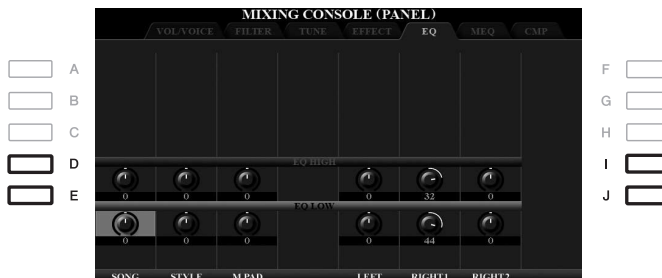 MIXING CONSOLE (PANEL)
VOL/VOICE FILTER TUNE EFFECT EQ MEQ CMP
A F
B G
C H
EQ HIGH
D I
0 0 0 0 32 0
E J
EQ LOW
0 0 0 0 44 0
SONG STYLE M.PAD LEFT RIGHT1 RIGHT2